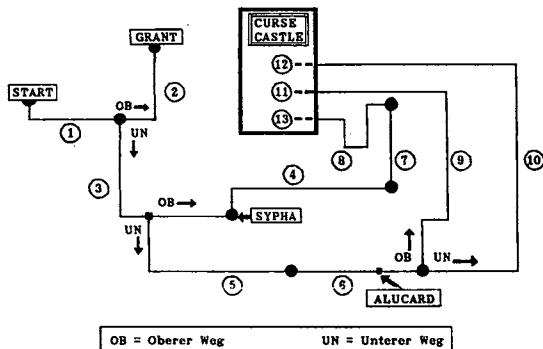 GRANT
CURSE
CASTLE
START
OB
2
12
11
13
1
UN
3
4
8
7
9
10
OB
SYPHA
UN
5
6
OB
UN
ALUCARD
OB = Oberer Weg
UN = Unterer Weg